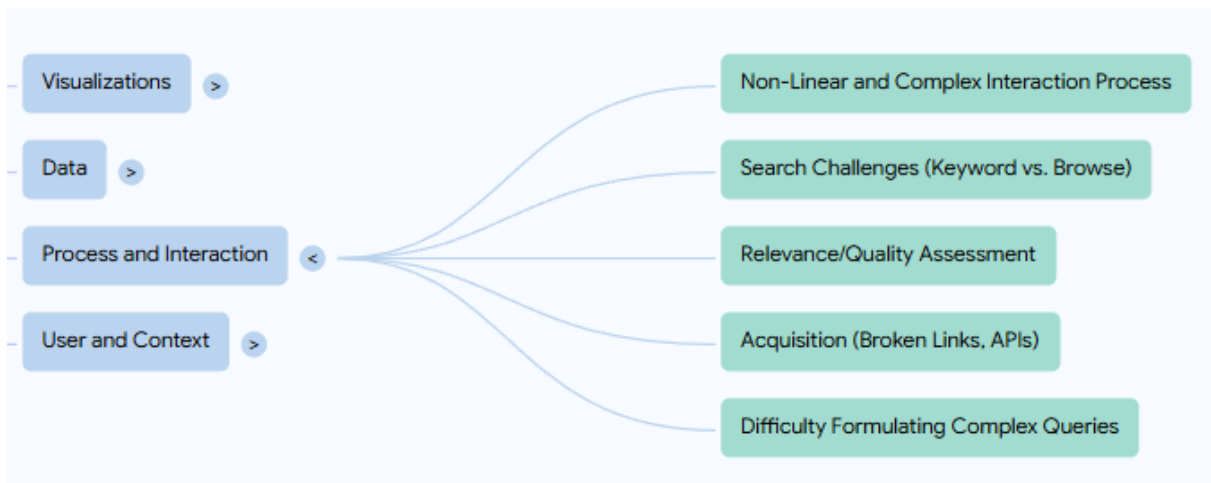 Visualizations >
Data >
Process and Interaction <
User and Context >
Non-Linear and Complex Interaction Process
Search Challenges (Keyword vs. Browse)
Relevance/Quality Assessment
Acquisition (Broken Links, APIs)
Difficulty Formulating Complex Queries